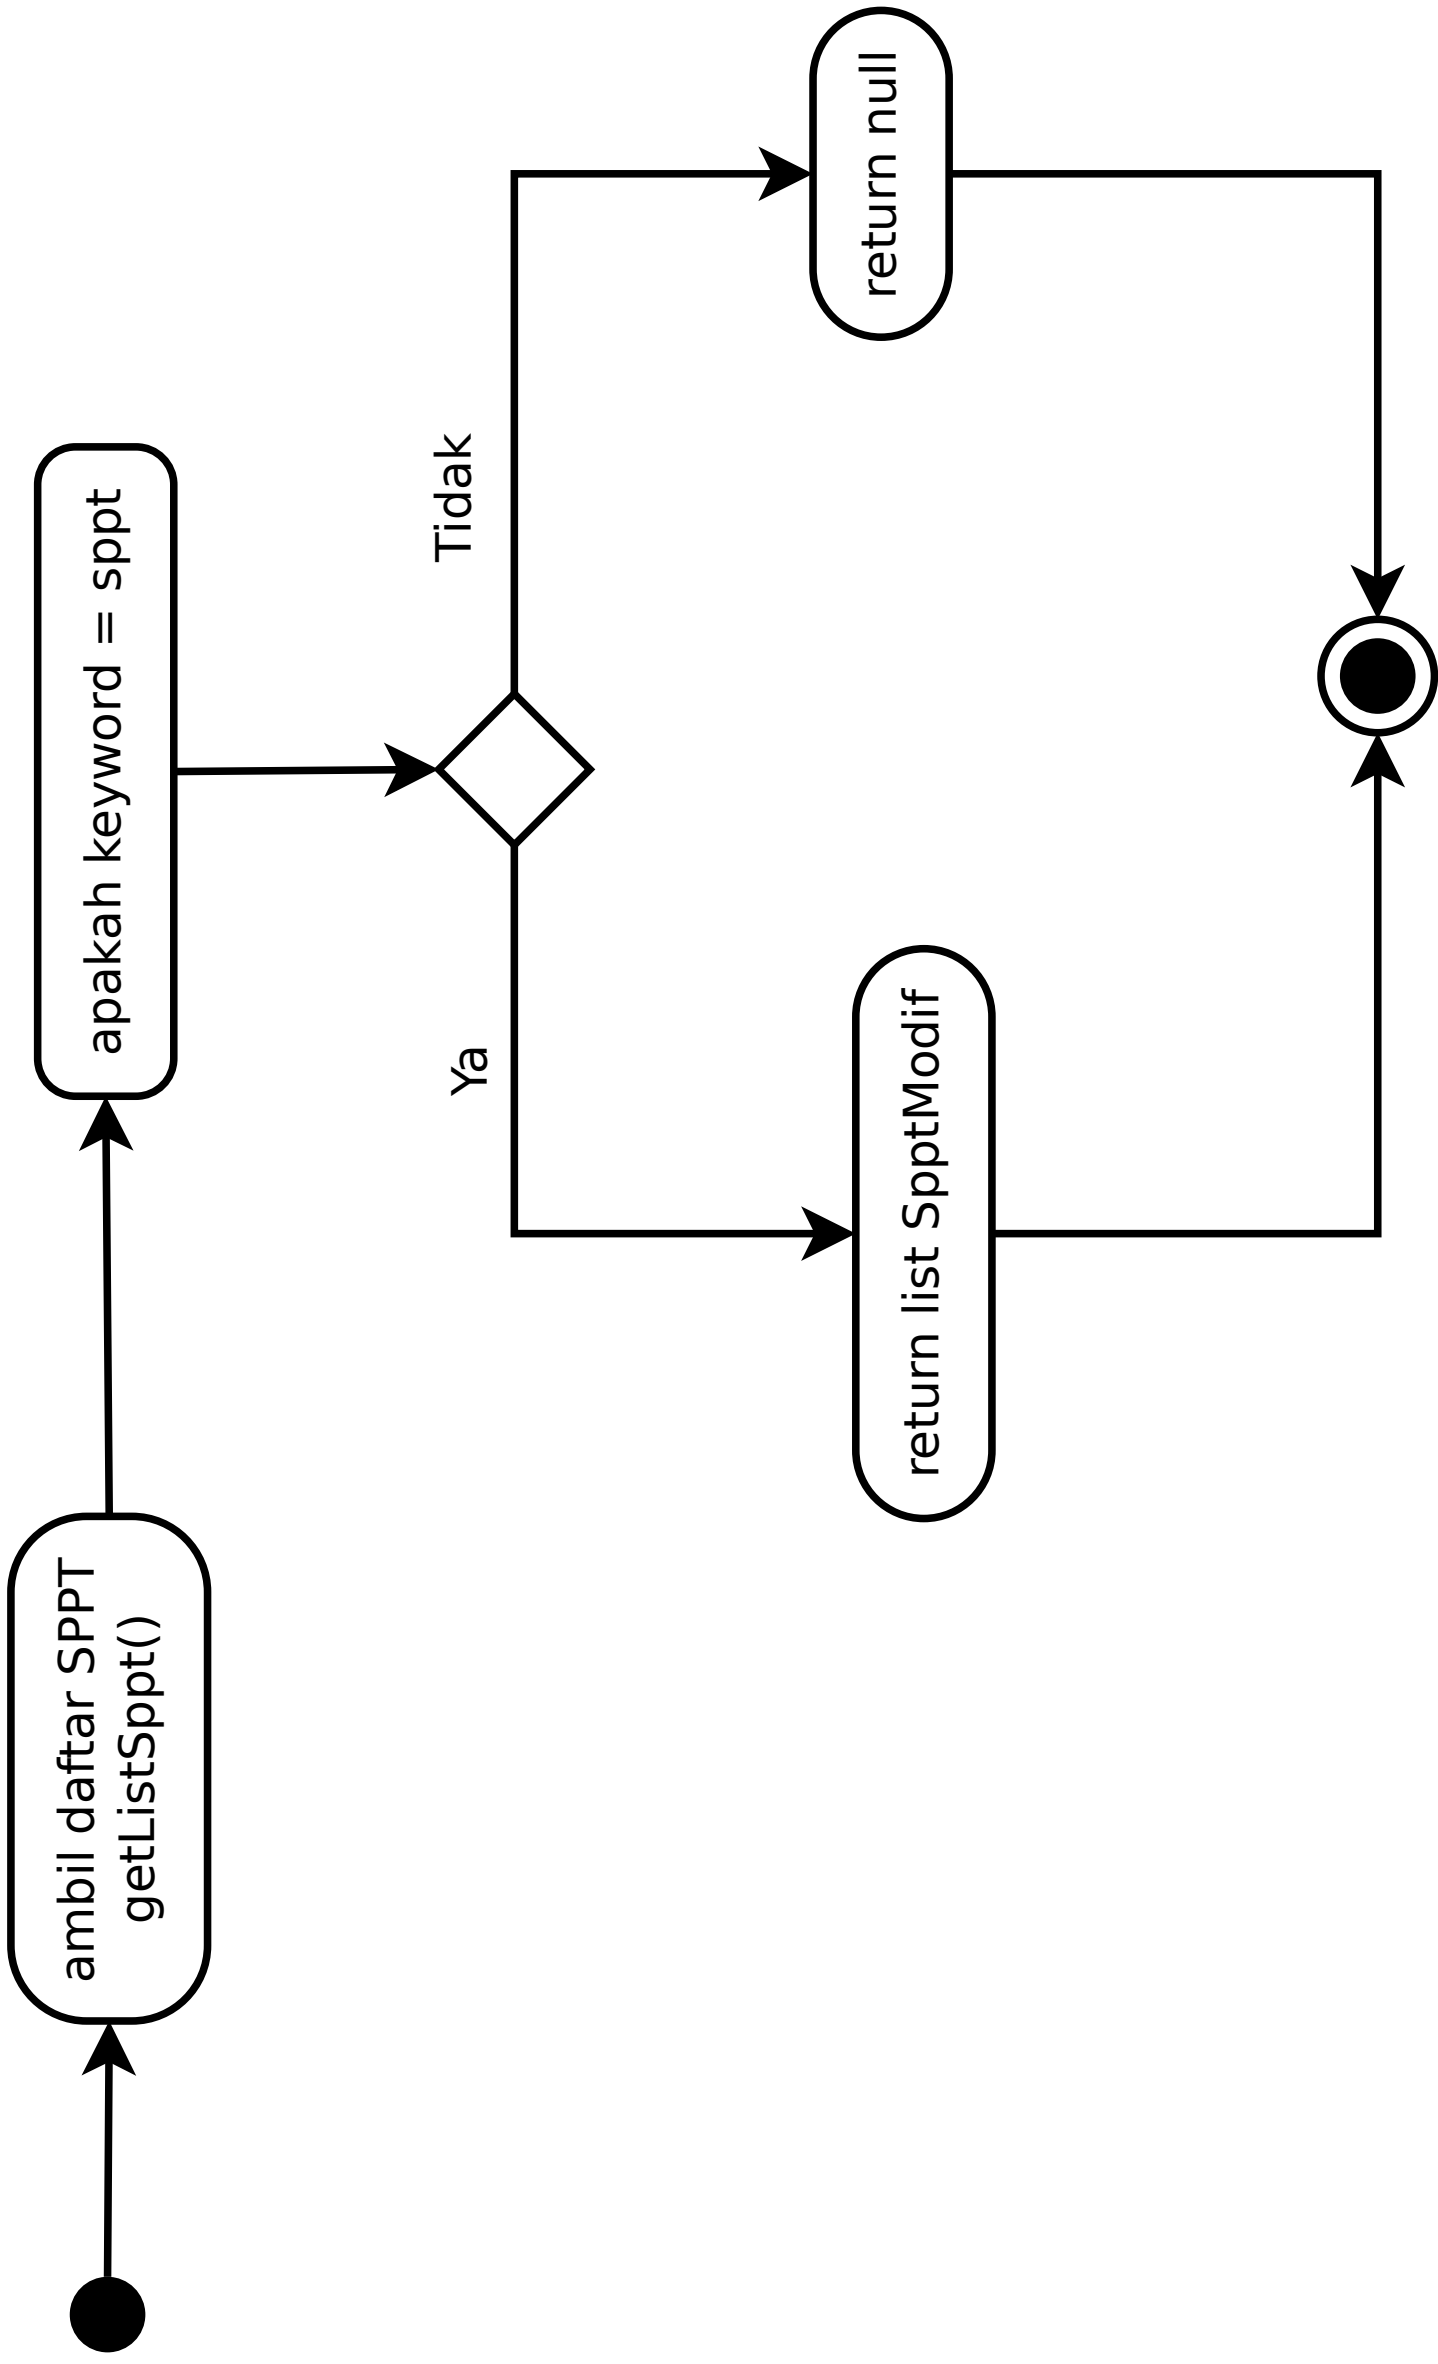 ambil daftar SPPT
getListSppt()
apakah keyword = sppt
Ya
Tidak
return list SpptModif
return null